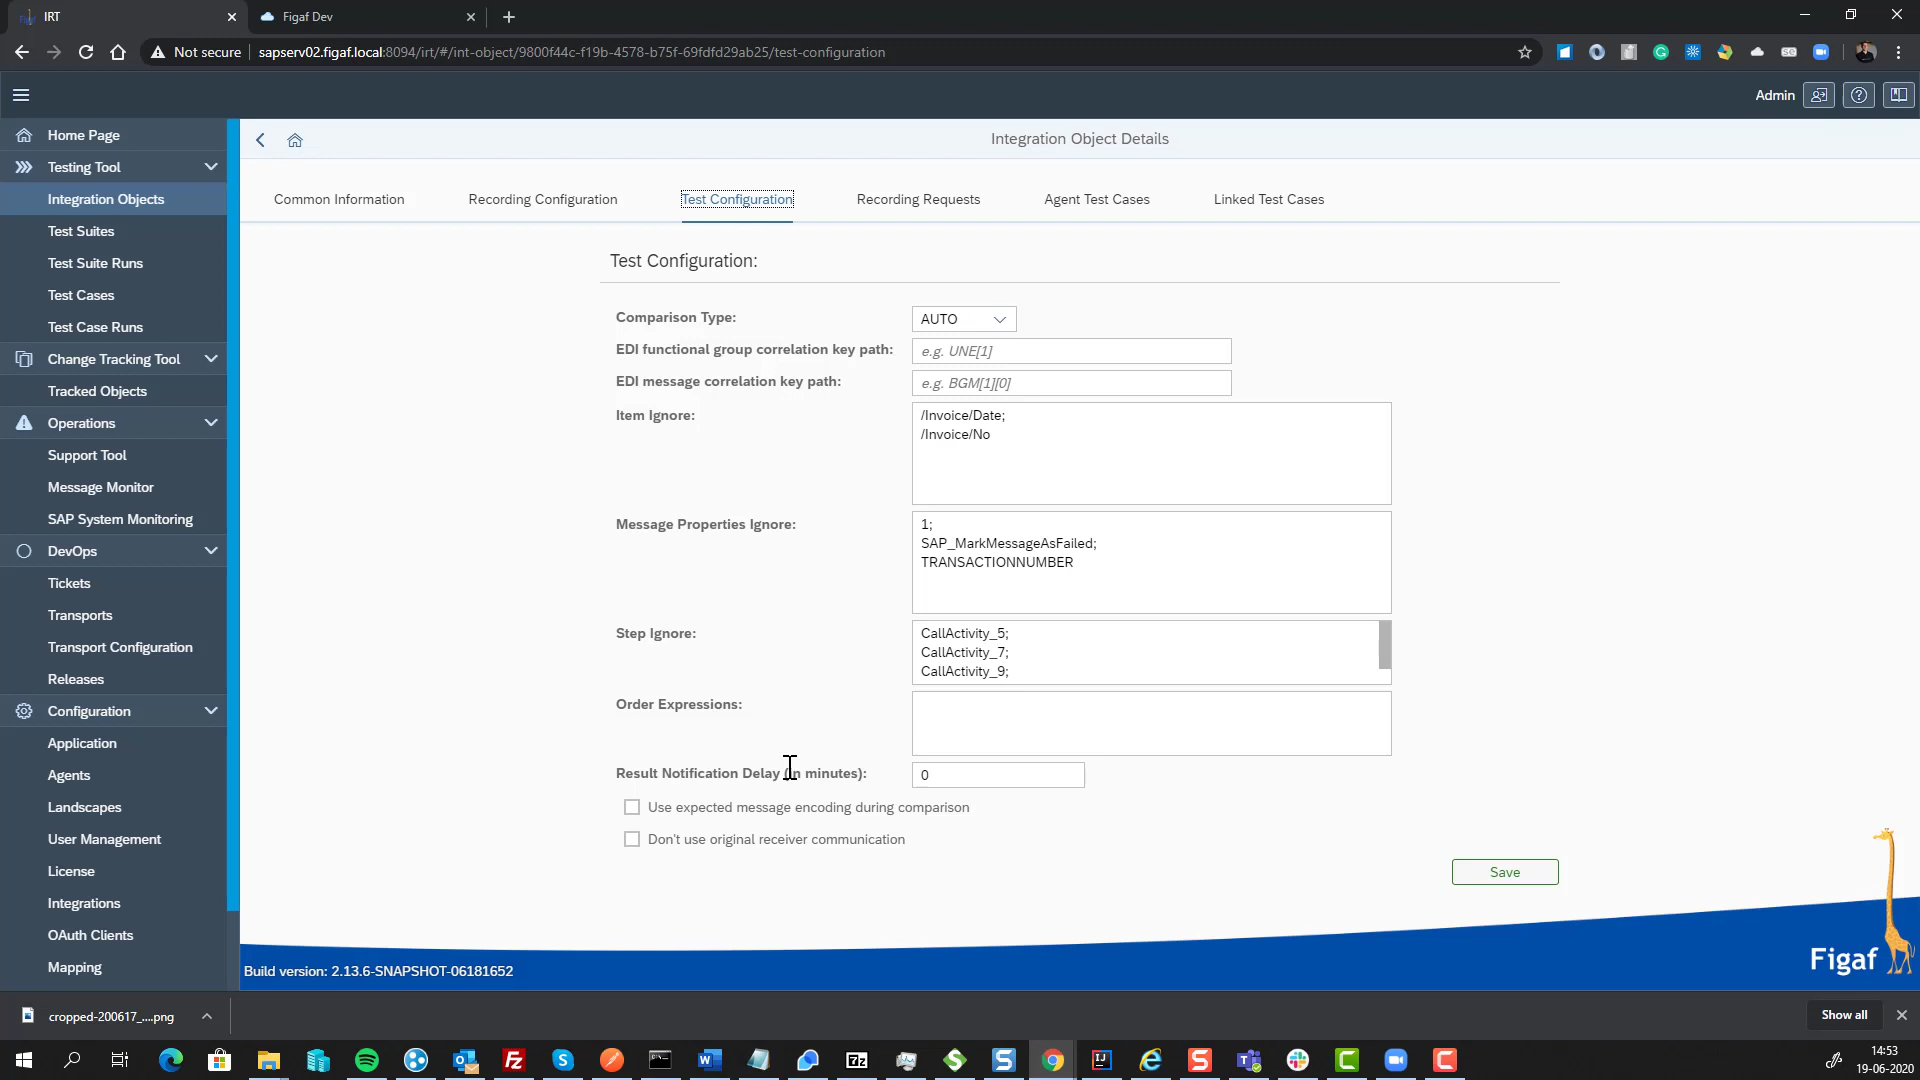 IRT
Figaf Dev
Not secure
sapserv02.figaf.local:8094/irt/#/int-object/9800f44c-f19b-4578-b75f-69fdfd29ab25/test-configuration
Admin
Home Page
Testing Tool
Integration Objects
Test Suites
Test Suite Runs
Test Cases
Test Case Runs
Change Tracking Tool
Tracked Objects
Operations
Support Tool
Message Monitor
SAP System Monitoring
DevOps
Tickets
Transports
Transport Configuration
Releases
Configuration
Application
Agents
Landscapes
User Management
License
Integrations
OAuth Clients
Mapping
Integration Object Details
Common Information
Recording Configuration
Test Configuration
Recording Requests
Agent Test Cases
Linked Test Cases
Test Configuration:
Comparison Type:
AUTO
EDI functional group correlation key path:
e.g. UNE[1]
EDI message correlation key path:
e.g. BGM[1][0]
Item Ignore:
/Invoice/Date;
/Invoice/No
Message Properties Ignore:
1;
SAP_MarkMessageAsFailed;
TRANSACTIONNUMBER
Step Ignore:
CallActivity_5;
CallActivity_7;
CallActivity_9;
Order Expressions:
Result Notification Delay (in minutes):
0
Use expected message encoding during comparison
Don't use original receiver communication
Save
Figaf
Build version: 2.13.6-SNAPSHOT-06181652
cropped-200617_....png
Show all
14:53
19-06-2020